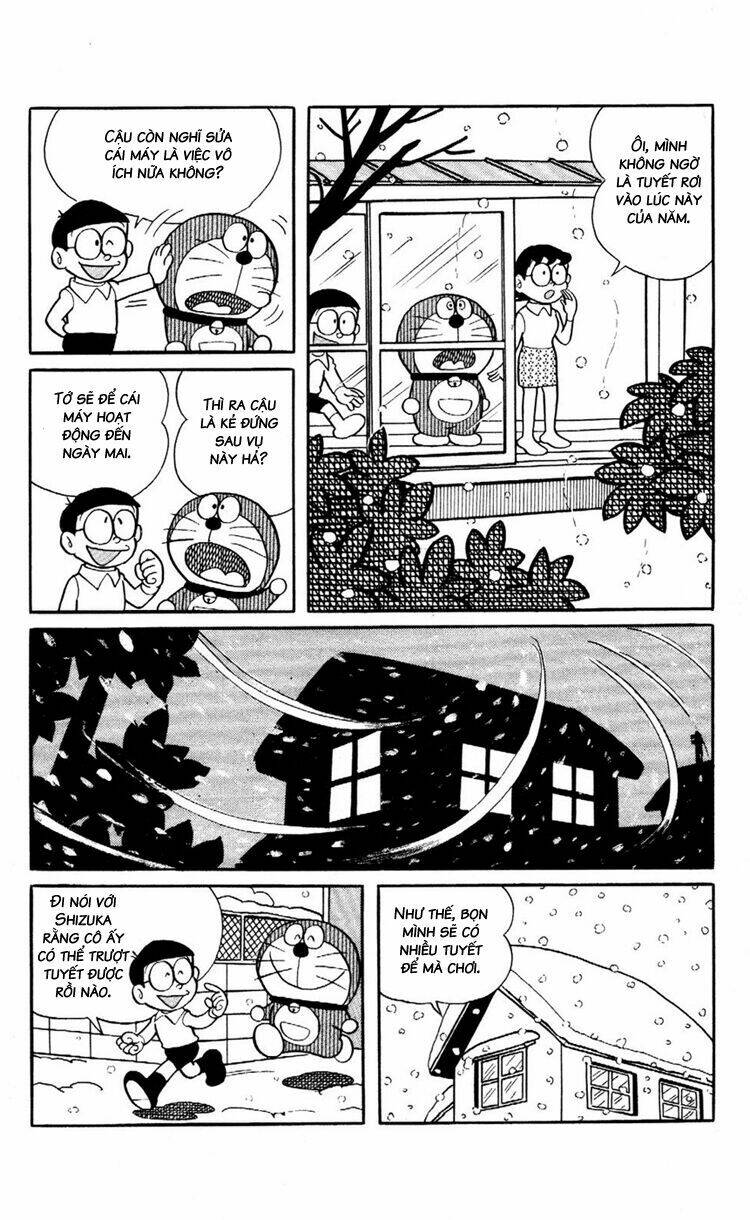 ÔI, MÌNH
KHÔNG NGỜ
LÀ TUYẾT RƠI
VÀO LÚC NÀY
CỦA NĂM.
CẬU CÒN NGHĨ SỬA
CÁI MÁY LÀ VIỆC VÔ
ÍCH NỮA KHÔNG?
THÌ RA CẬU
LÀ KẺ ĐỨNG
SAU VỤ
NÀY HẢ?
TỚ SẼ ĐỂ CÁI
MÁY HOẠT
ĐỘNG ĐẾN
NGÀY MAI.
NHƯ THẾ, BỌN
MÌNH SẼ CÓ
NHIỀU TUYẾT
ĐỂ MÀ CHƠI.
ĐI NÓI VỚI
SHIZUKA
RẰNG CÔ ẤY
CÓ THỂ TRƯỢT
TUYẾT ĐƯỢC
RỒI NÀO.